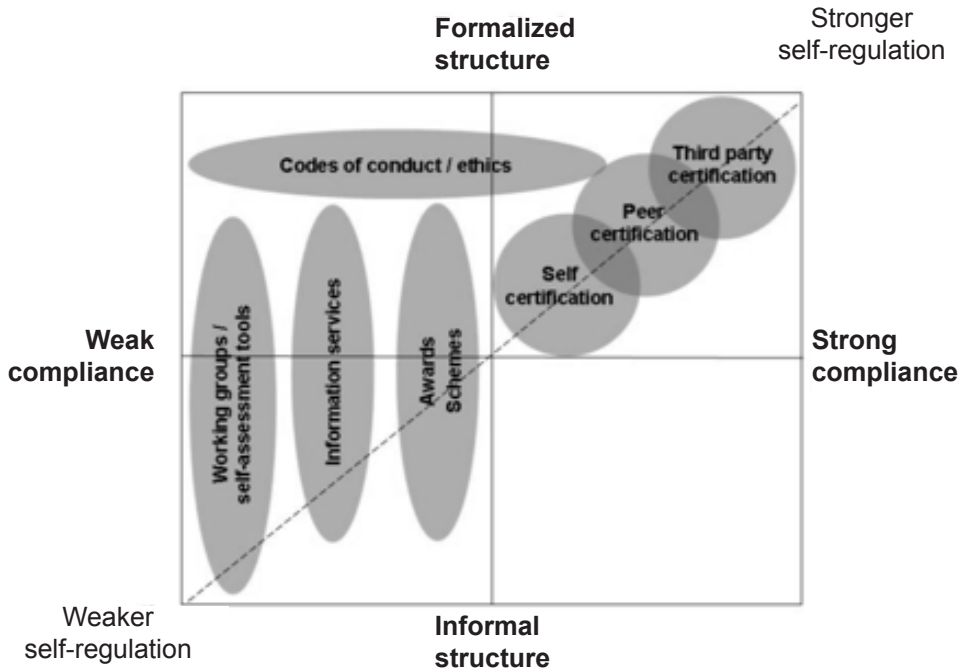 Formalized
structure
Stronger
self-regulation
Codes of conduct / ethics
Third party
certification
Peer
certification
Self
certification
Working groups /
self-assessment tools
Information services
Awards
Schemes
Weak
compliance
Strong
compliance
Weaker
self-regulation
Informal
structure